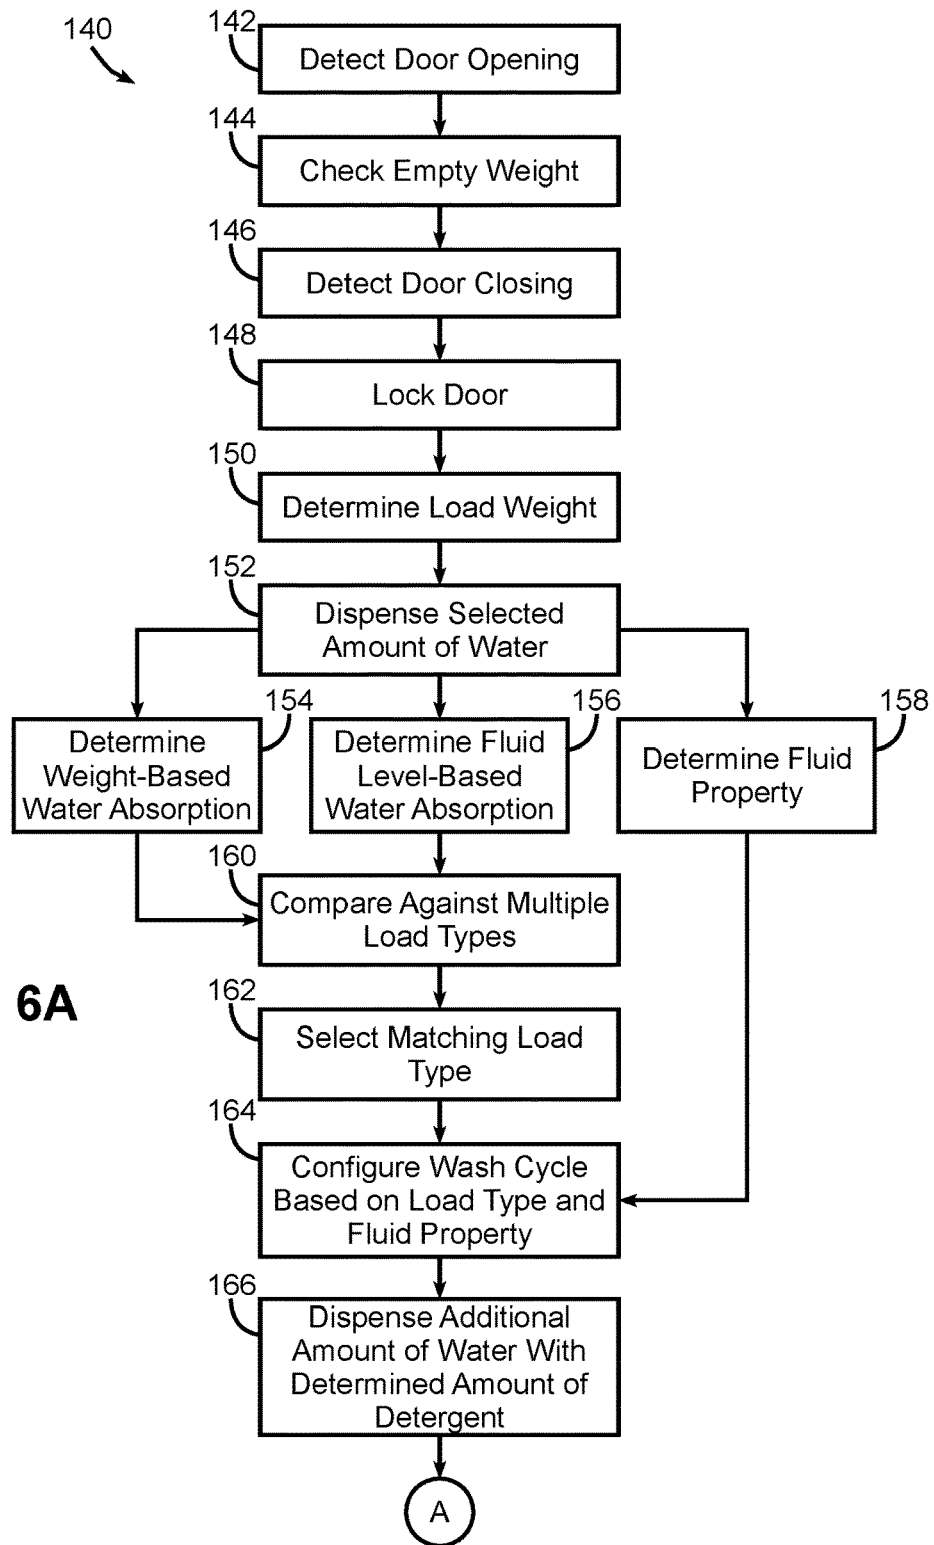 140
142
Detect Door Opening
144
Check Empty Weight
146
Detect Door Closing
148
Lock Door
150
Determine Load Weight
152
Dispense Selected
Amount of Water
154
Determine
Weight-Based
Water Absorption
156
Determine Fluid
Level-Based
Water Absorption
158
Determine Fluid
Property
160
Compare Against Multiple
Load Types
6A
162
Select Matching Load
Type
164
Configure Wash Cycle
Based on Load Type and
Fluid Property
166
Dispense Additional
Amount of Water With
Determined Amount of
Detergent
A